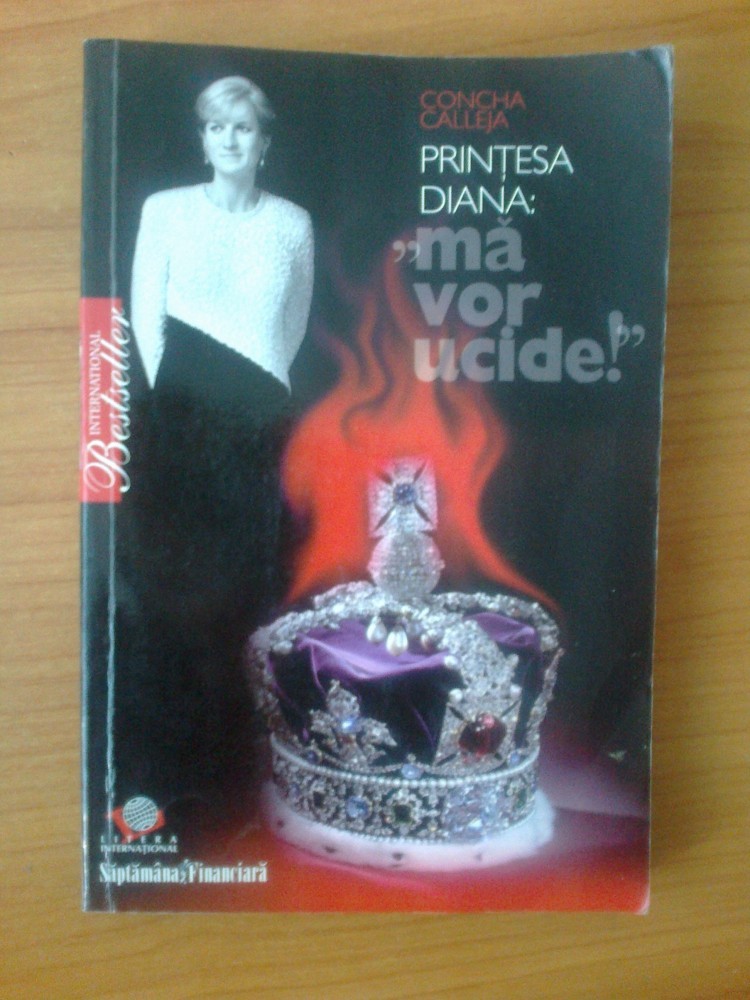 CONCHA
CALLEJA
PRINȚESA
DIANA:
„mă
vor
ucide!”
INTERNATIONAL
Bestseller
LITERA
INTERNAȚIONAL
Săptămâna Financiară